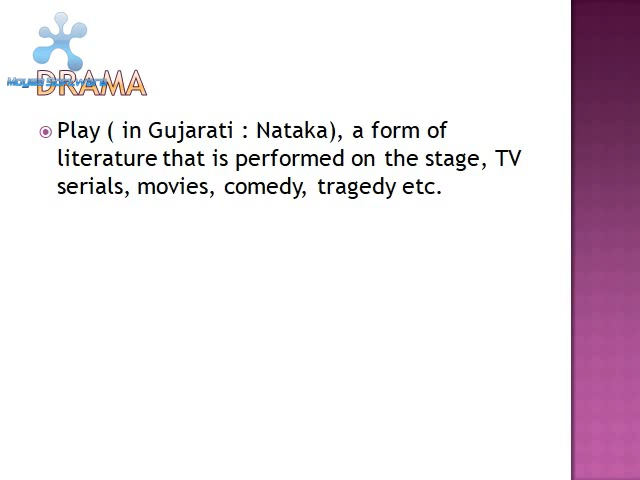 DRAMA
Play ( in Gujarati : Nataka), a form of
literature that is performed on the stage, TV
serials, movies, comedy, tragedy etc.